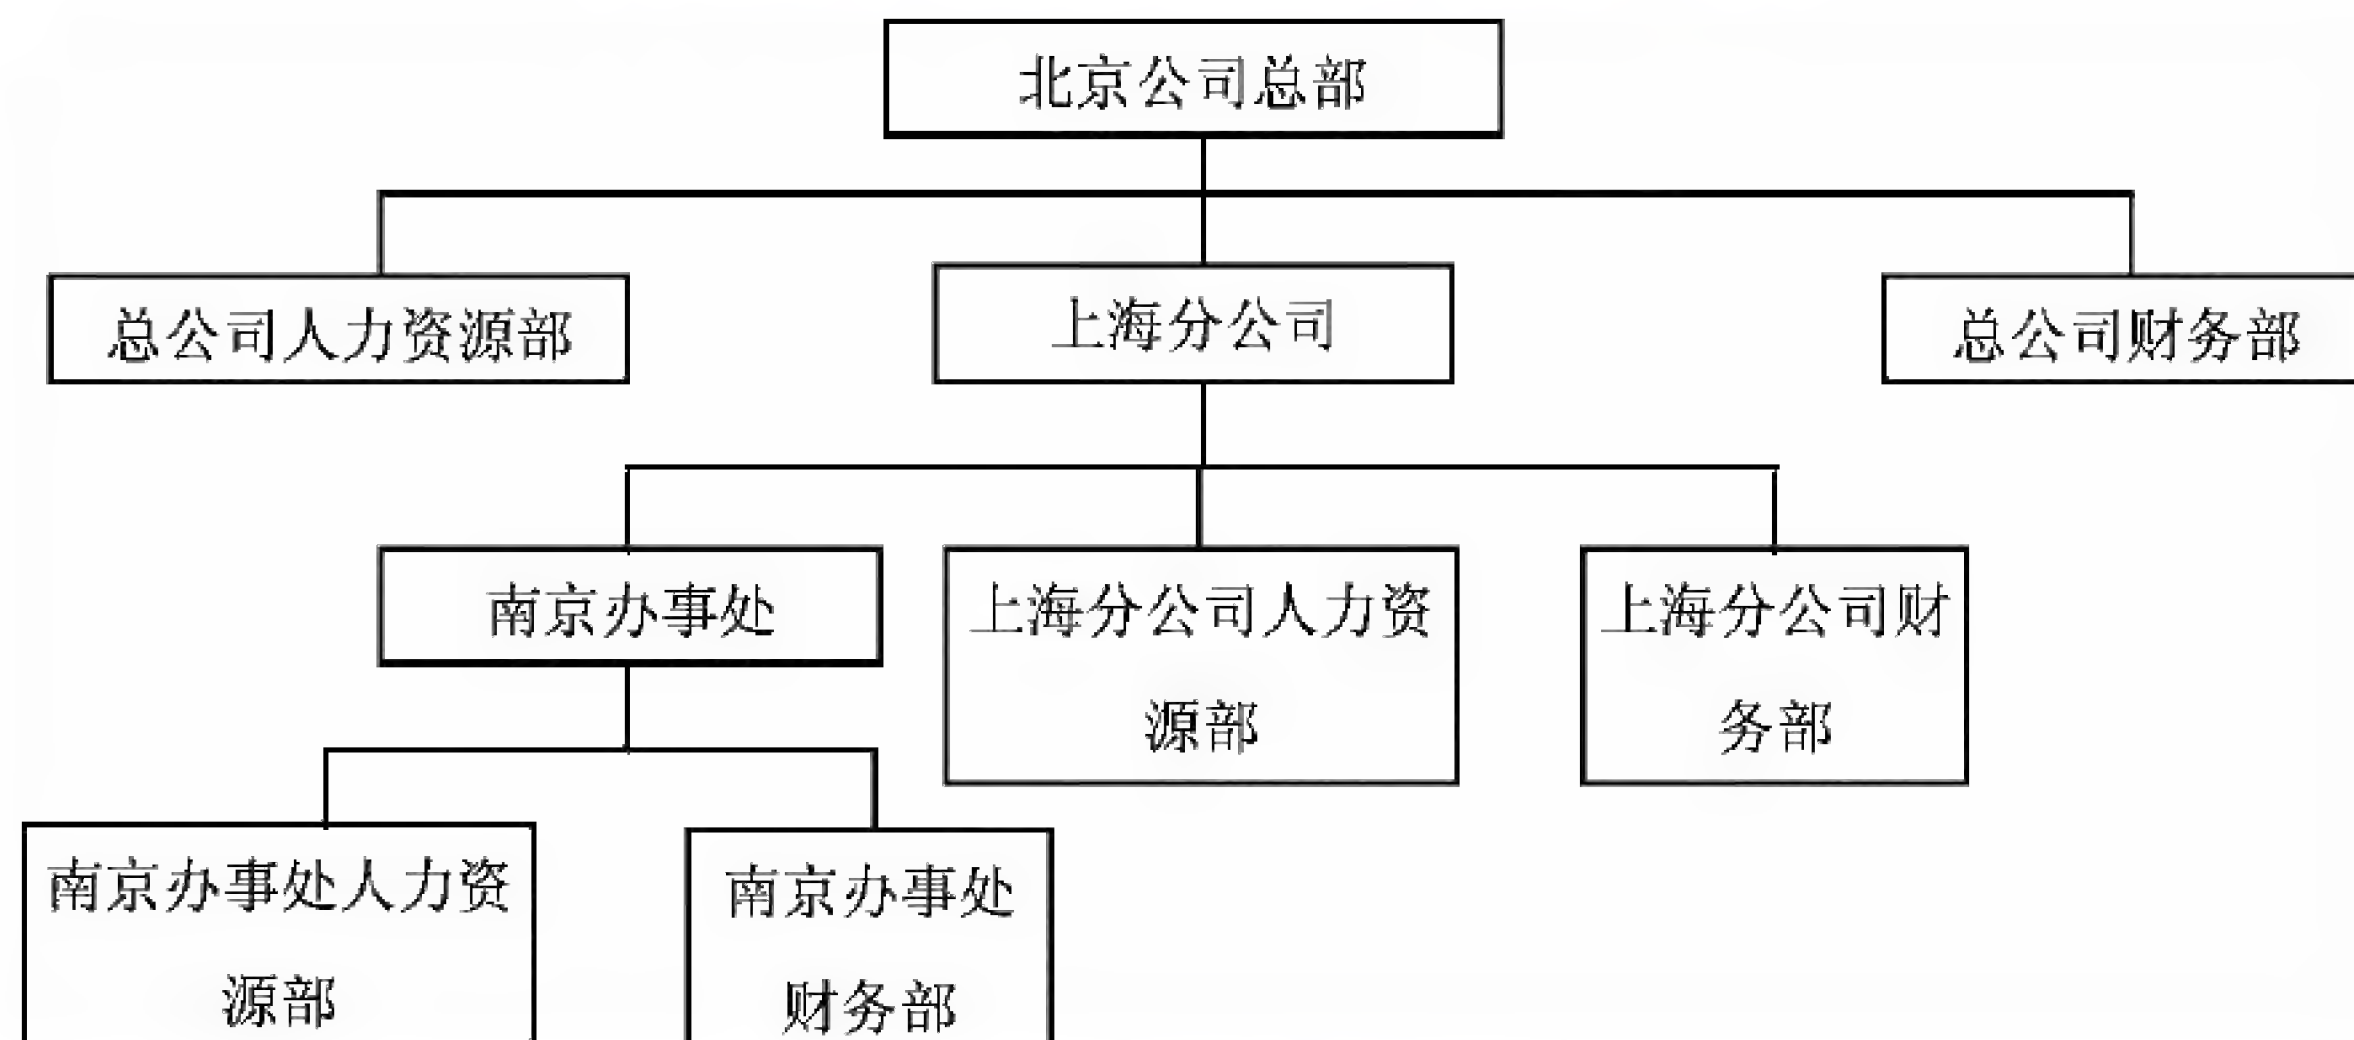 北京公司总部
总公司人力资源部
上海分公司
总公司财务部
南京办事处
上海分公司人力资
源部
上海分公司财
务部
南京办事处人力资
源部
南京办事处
财务部